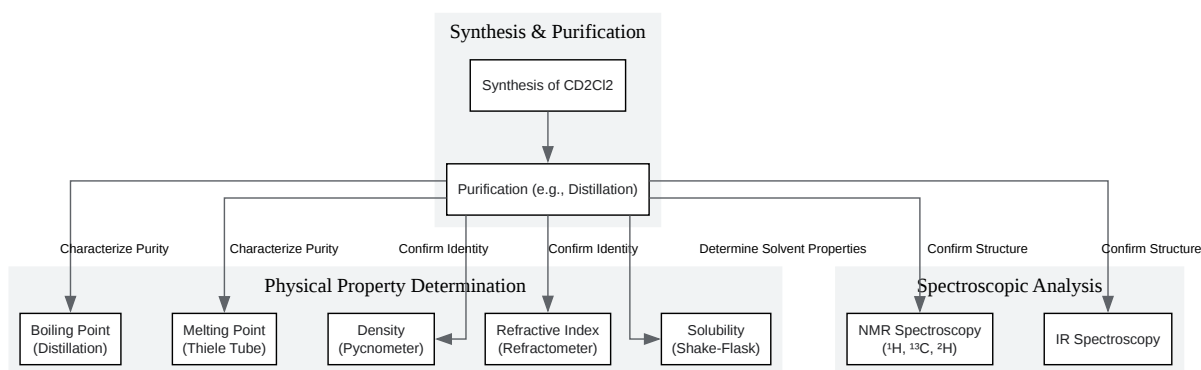 Synthesis & Purification
Synthesis of CD2Cl2
Purification (e.g., Distillation)
Characterize Purity
Characterize Purity
Confirm Identity
Confirm Identity
Determine Solvent Properties
Confirm Structure
Confirm Structure
Physical Property Determination
Spectroscopic Analysis
Boiling Point
(Distillation)
Melting Point
(Thiele Tube)
Density
(Pycnometer)
Refractive Index
(Refractometer)
Solubility
(Shake-Flask)
NMR Spectroscopy
(¹H, ¹³C, ²H)
IR Spectroscopy